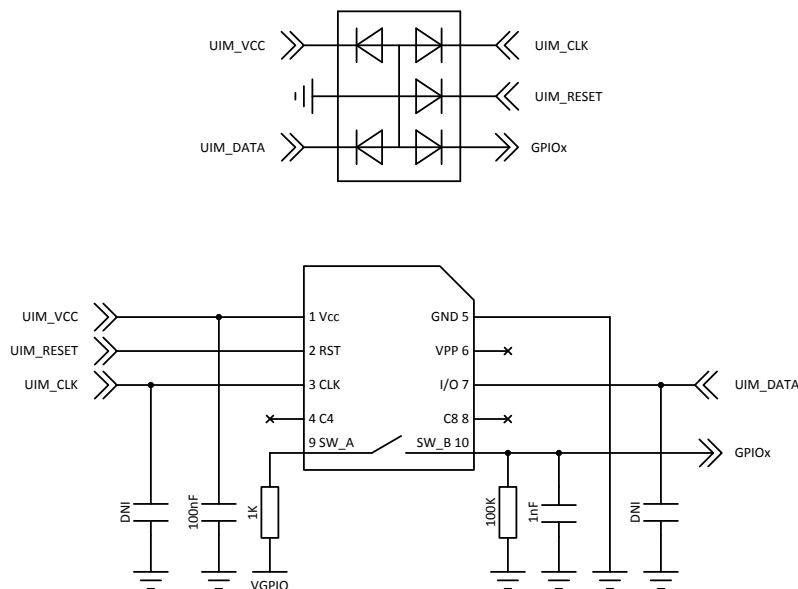 UIM_VCC
UIM_CLK
UIM_RESET
UIM_DATA
GPIOx
UIM_VCC
1 Vcc
GND 5
UIM_RESET
2 RST
VPP 6
UIM_CLK
3 CLK
I/O 7
UIM_DATA
4 C4
C8 8
9 SW_A
SW_B 10
GPIOx
DNI
100nF
1K
100K
1nF
DNI
VGPIO